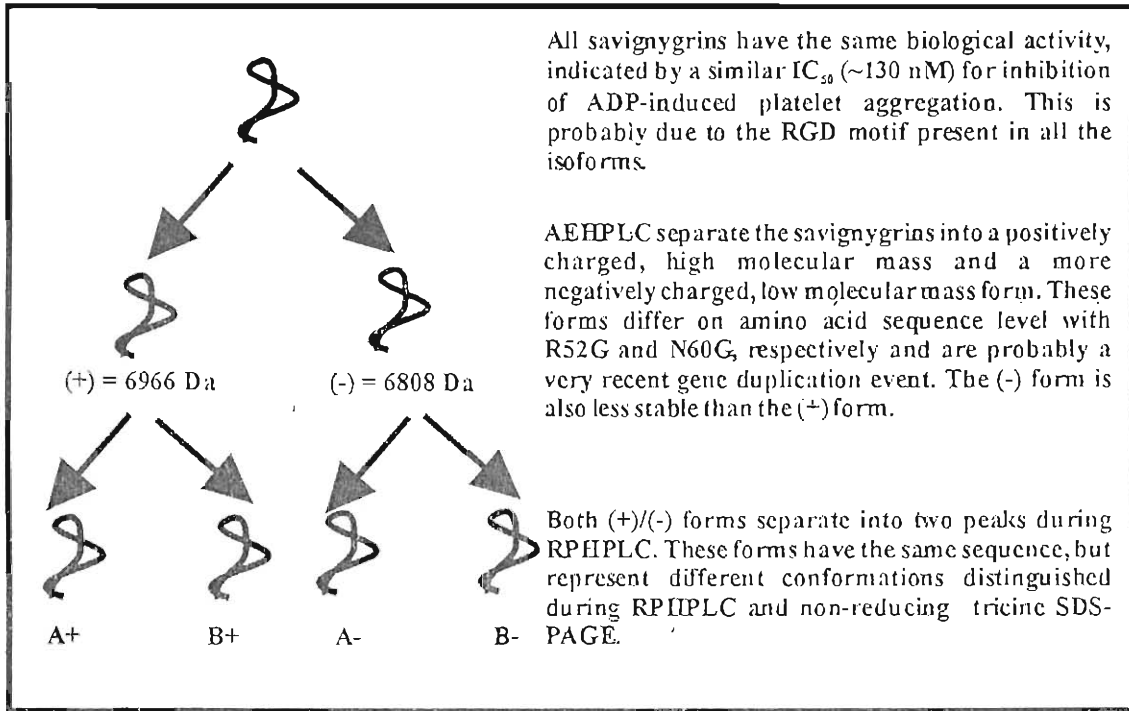 All savignygrins have the same biological activity,
indicated by a similar IC₅₀ (~130 nM) for inhibition
of ADP-induced platelet aggregation. This is
probably due to the RGD motif present in all the
isoforms.
AEHPLC separate the savignygrins into a positively
charged, high molecular mass and a more
negatively charged, low molecular mass form. These
forms differ on amino acid sequence level with
R52G and N60G, respectively and are probably a
very recent gene duplication event. The (-) form is
also less stable than the (+) form.
(+) = 6966 Da
(-) = 6808 Da
Both (+)/(-) forms separate into two peaks during
RPHPLC. These forms have the same sequence, but
represent different conformations distinguished
during RPHPLC and non-reducing tricine SDS-
PAGE.
A+
B+
A-
B-